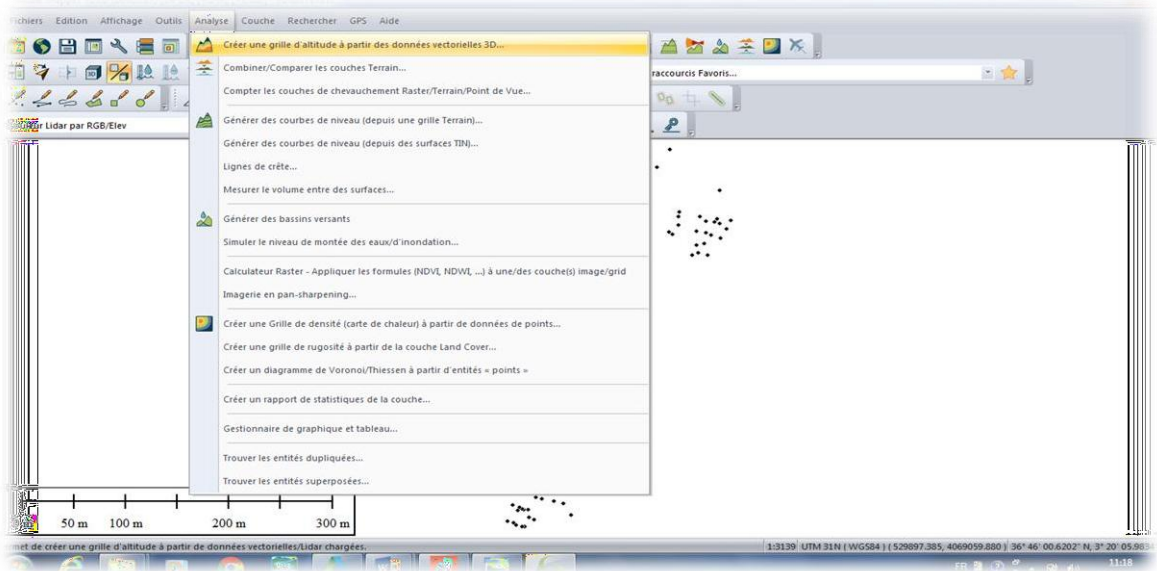 Fichiers Edition Affichage Outils Analyse Couche Rechercher GPS Aide
Créer une grille d'altitude à partir des données vectorielles 3D...
Combiner/Comparer les couches Terrain...
raccourcis Favoris...
Compter les couches de chevauchement Raster/Terrain/Point de Vue...
Générer des courbes de niveau (depuis une grille Terrain)...
Lidar par RGB/Elev
Générer des courbes de niveau (depuis des surfaces TIN)...
Lignes de crête...
Mesurer le volume entre des surfaces...
Générer des bassins versants
Simuler le niveau de montée des eaux/d'inondation...
Calculateur Raster - Appliquer les formules (NDVI, NDWI, ...) à une/des couche(s) image/grid
Imagerie en pan-sharpening...
Créer une Grille de densité (carte de chaleur) à partir de données de points...
Créer une grille de rugosité à partir de la couche Land Cover...
Créer un diagramme de Voronoi/Thiessen à partir d'entités « points »
Créer un rapport de statistiques de la couche...
Gestionnaire de graphique et tableau...
Trouver les entités dupliquées...
Trouver les entités superposées...
50 m 100 m 200 m 300 m
met de créer une grille d'altitude à partir de données vectorielles/Lidar chargées.
1:3139 UTM 31N ( WGS84 ) ( 529897.385, 4069059.880 ) 36° 46' 00.6202" N, 3° 20' 05.9834
FR 11:18